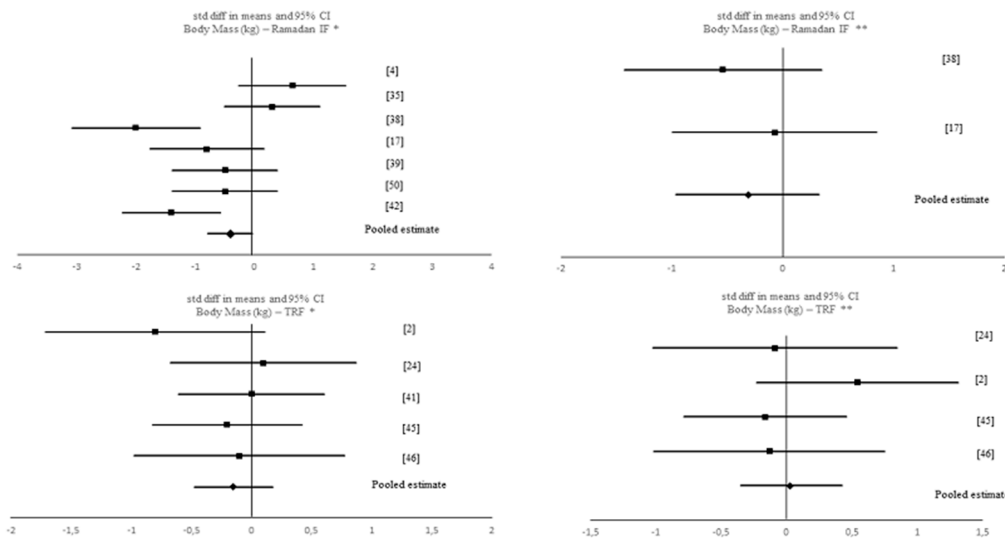 std diff in means and 95% CI
Body Mass (kg) – Ramadan IF *
[4]
[35]
[38]
[17]
[39]
[50]
[42]
Pooled estimate
-4 -3 -2 -1 0 1 2 3 4
std diff in means and 95% CI
Body Mass (kg) – Ramadan IF **
[38]
[17]
Pooled estimate
-2 -1 0 1 2
std diff in means and 95% CI
Body Mass (kg) – TRF *
[2]
[24]
[41]
[45]
[46]
Pooled estimate
-2 -1,5 -1 -0,5 0 0,5 1 1,5 2
std diff in means and 95% CI
Body Mass (kg) – TRF **
[24]
[2]
[45]
[46]
Pooled estimate
-1,5 -1 -0,5 0 0,5 1 1,5